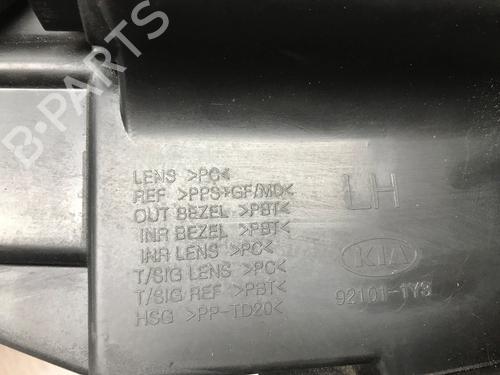 B-PARTS
LENS >PC<
REF >PPS+GF/MD<
OUT BEZEL >PBT<
INR BEZEL >PBT<
INR LENS >PC<
T/SIG LENS >PC<
T/SIG REF >PBT<
HSG >PP-TD20<
LH
KIA
92101-1Y3